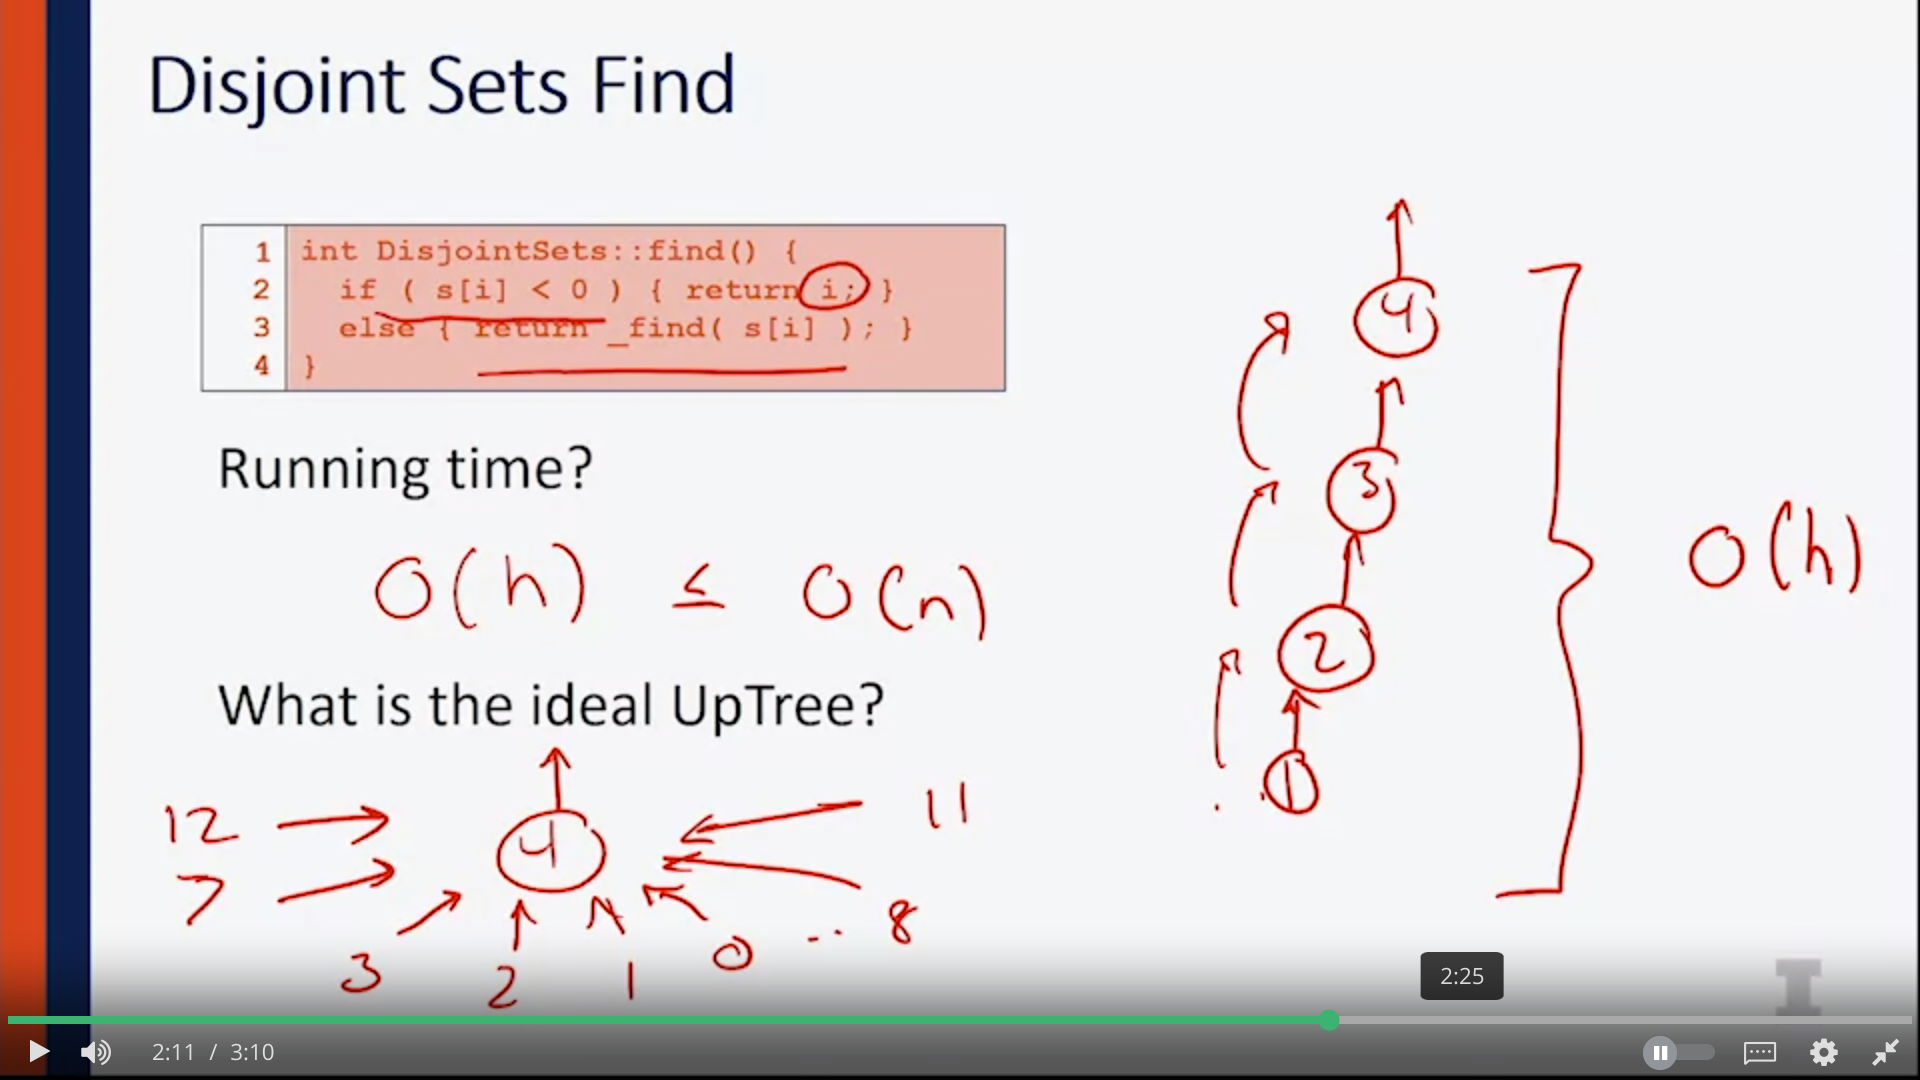 Disjoint Sets Find
1 int DisjointSets::find() {
2 if ( s[i] < 0 ) { return i; }
3 else { return _find( s[i] ); }
4 }
Running time?
O(h) ≤ O(n)
What is the ideal UpTree?
4
12
7
3
2
1
0 ..
8
11
4
3
2
1
O(h)
2:25
I
2:11 / 3:10